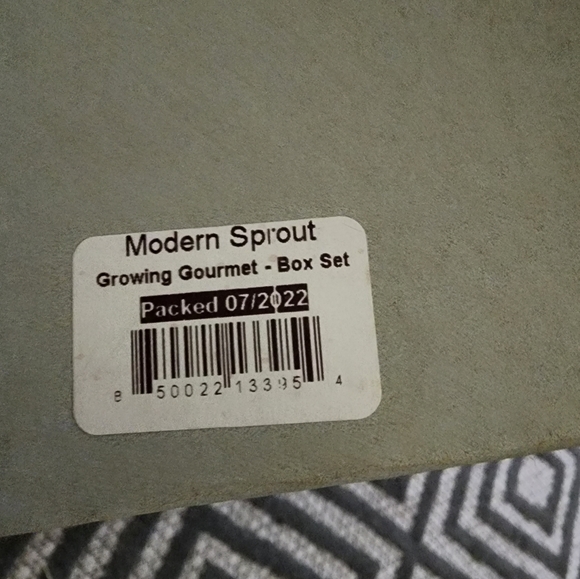 Modern Sprout
Growing Gourmet - Box Set
Packed 07/2022
8 50022 13395 4